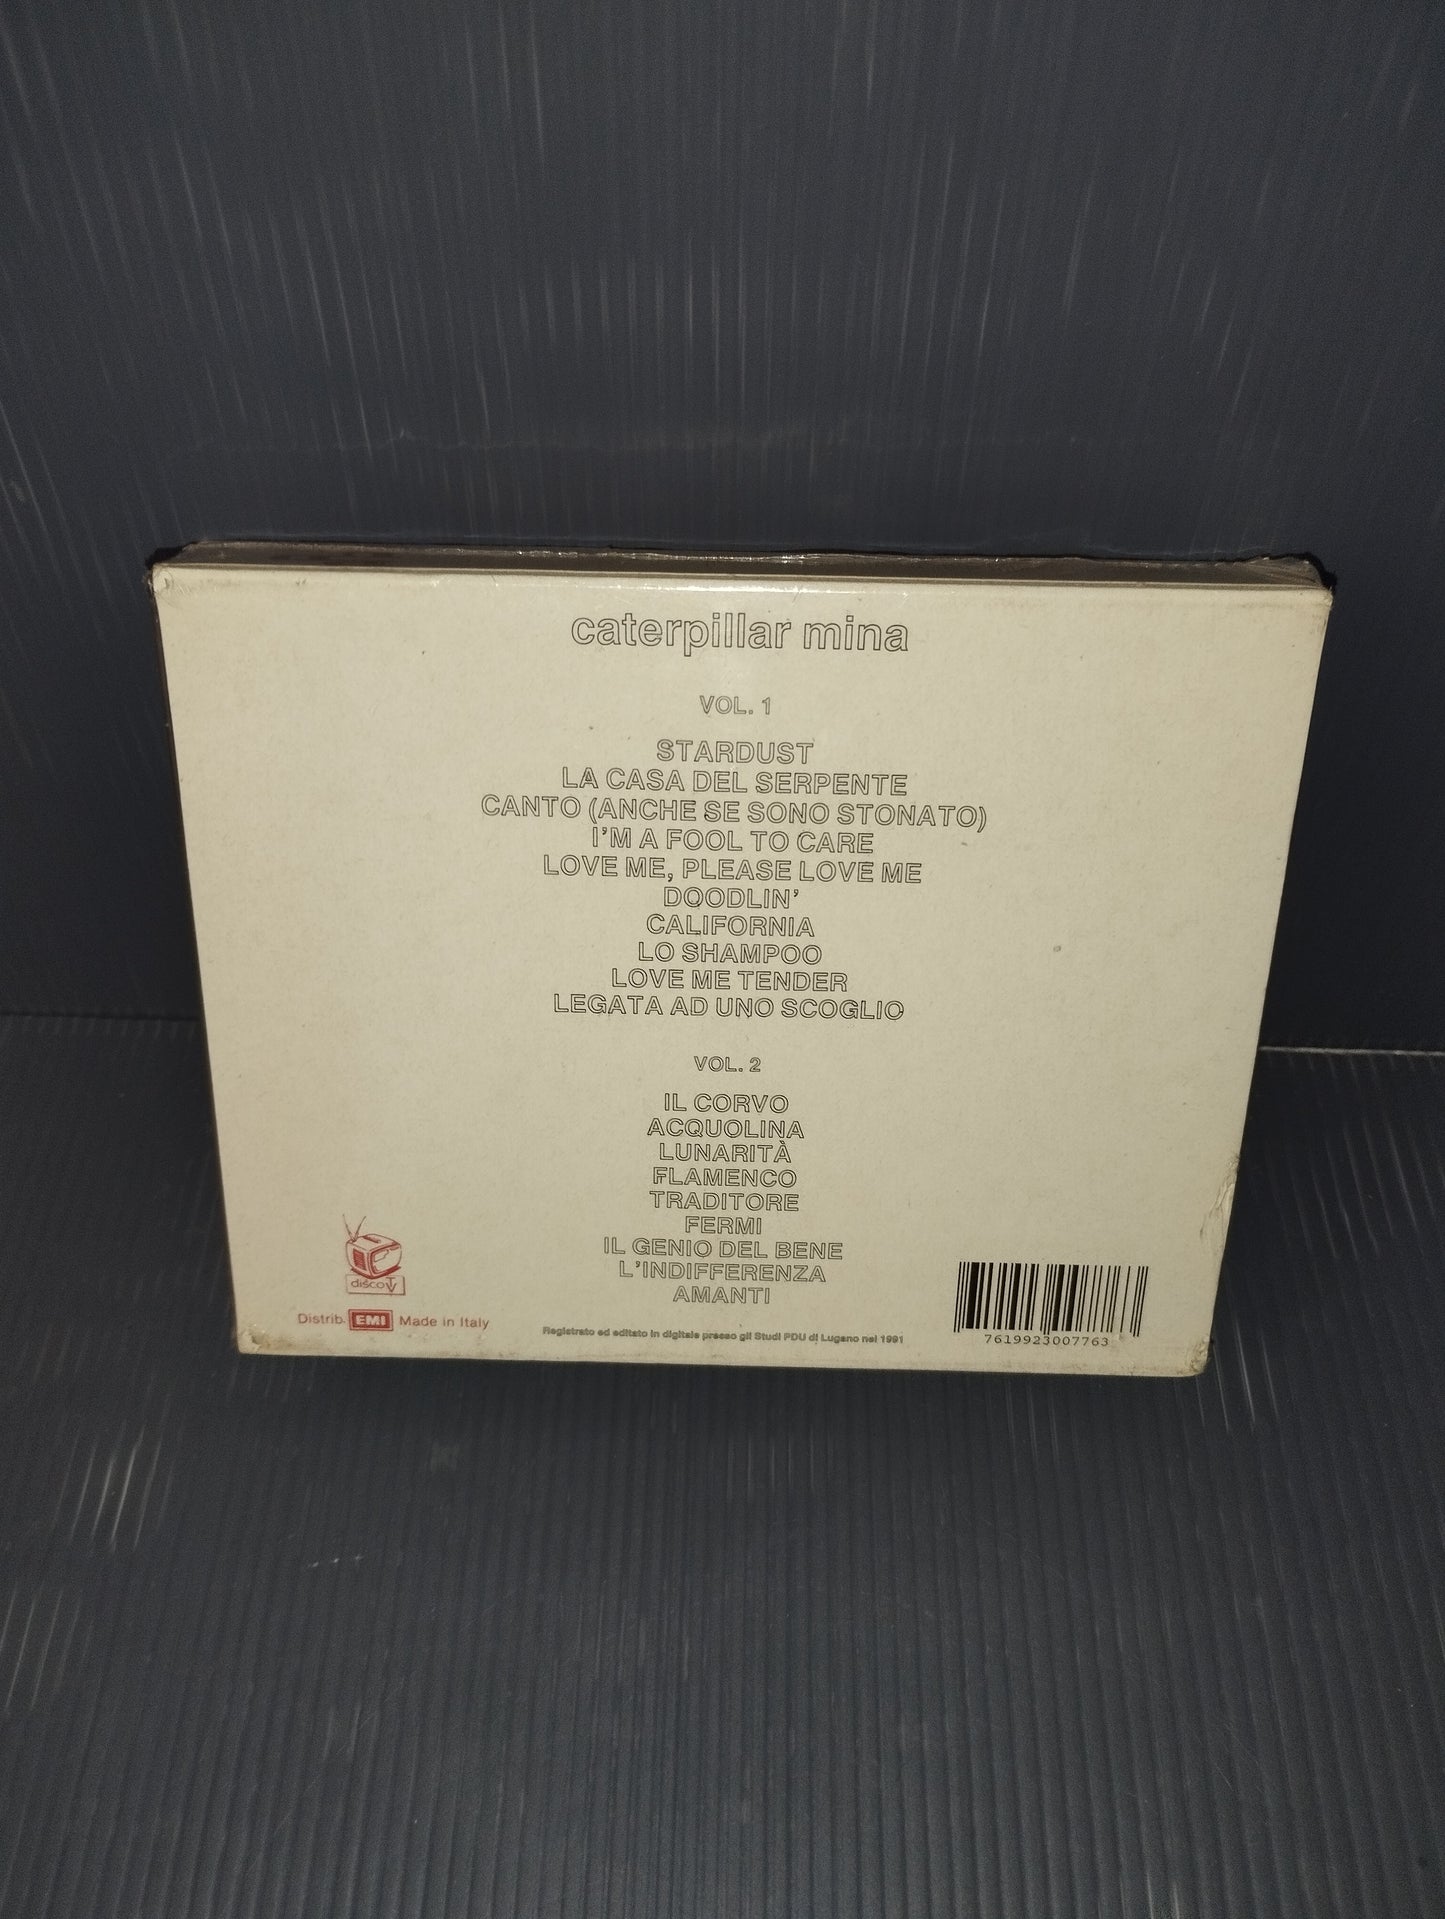 caterpillar mina
VOL. 1
STARDUST
LA CASA DEL SERPENTE
CANTO (ANCHE SE SONO STONATO)
I'M A FOOL TO CARE
LOVE ME, PLEASE LOVE ME
DOODLIN'
CALIFORNIA
LO SHAMPOO
LOVE ME TENDER
LEGATA AD UNO SCOGLIO
VOL. 2
IL CORVO
ACQUOLINA
LUNARITÀ
FLAMENCO
TRADITORE
FERMI
IL GENIO DEL BENE
L'INDIFFERENZA
AMANTI
disco TV
Distrib. EMI Made in Italy
Registrato ed editato in digitale presso gli Studi PDU di Lugano nel 1991
7619923007763